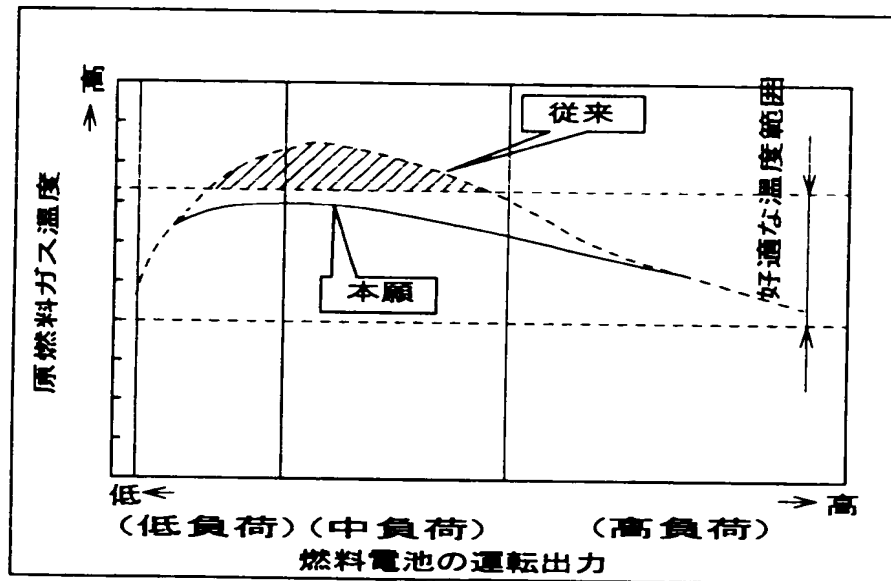 →高
原燃料ガス温度
従来
本願
好適な温度範囲
低←
→高
(低負荷)(中負荷) (高負荷)
燃料電池の運転出力